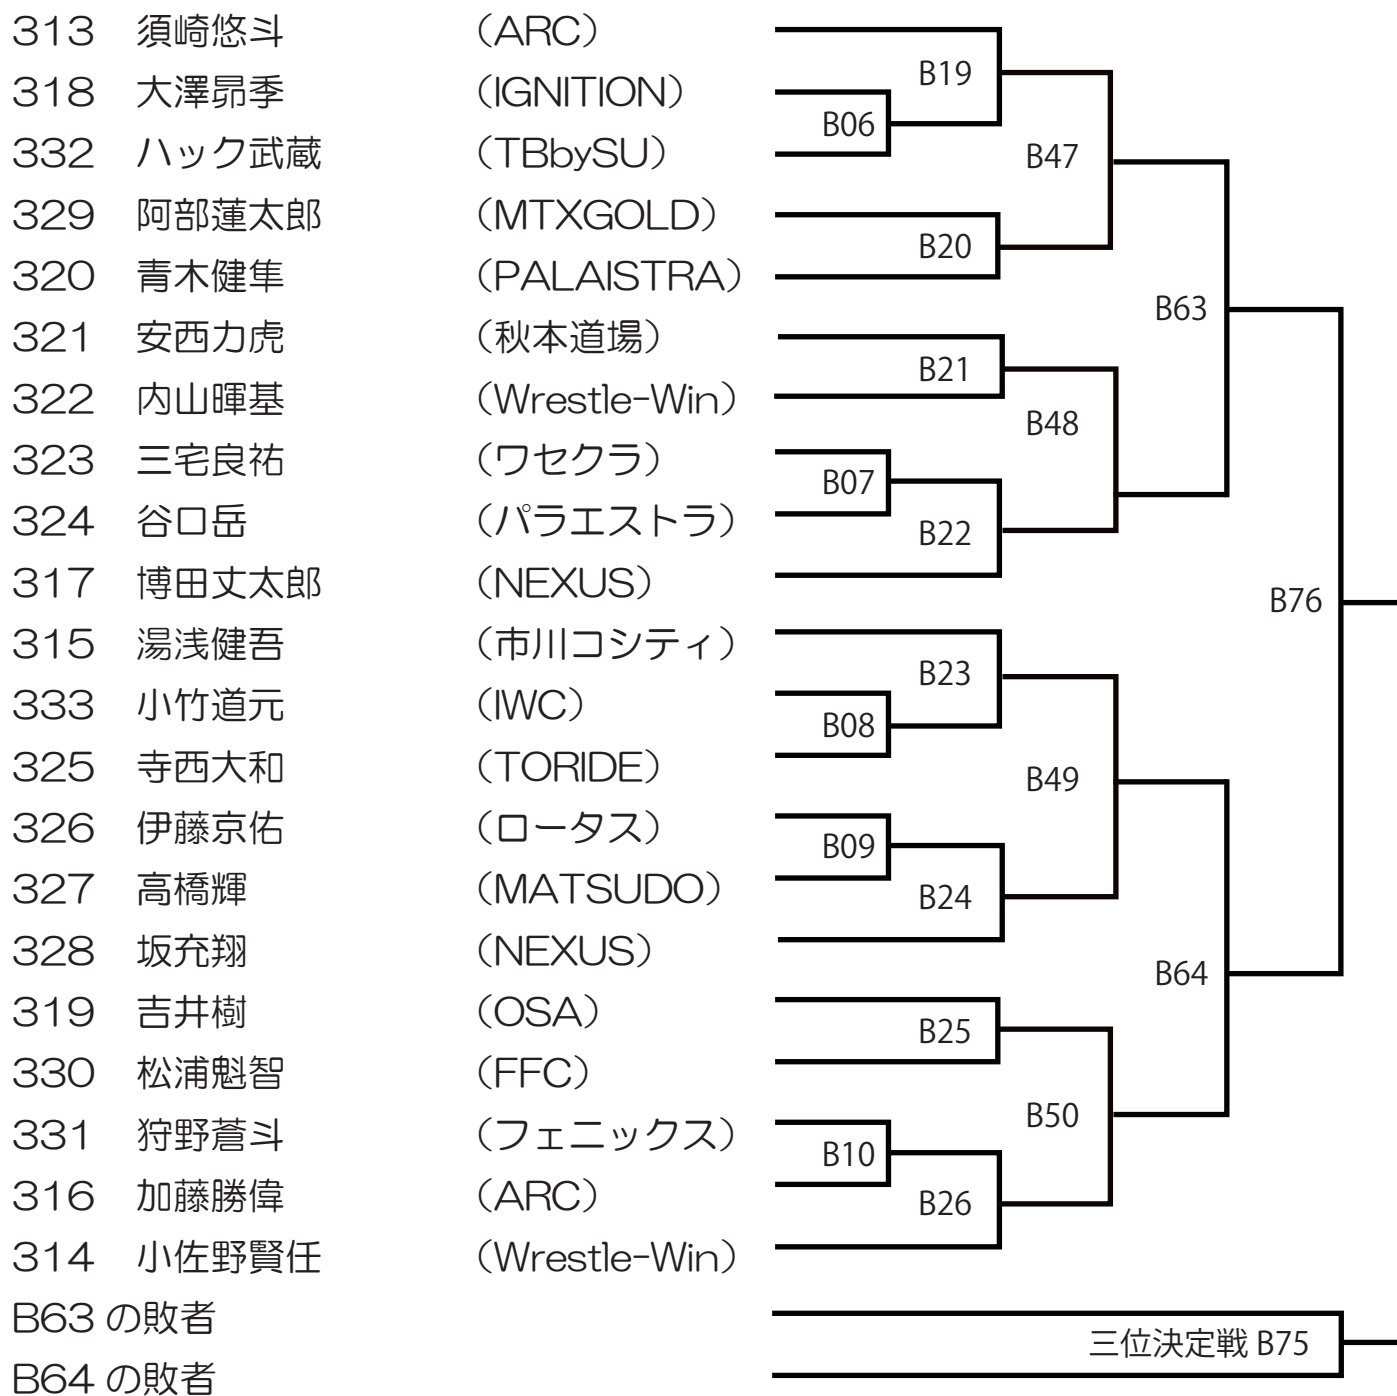 313 須崎悠斗 （ARC）
B19
318 大澤昴季 （IGNITION）
B06
332 ハック武蔵 （TBbySU）
B47
329 阿部蓮太郎 （MTXGOLD）
B20
320 青木健隼 （PALAISTRA）
B63
321 安西力虎 （秋本道場）
B21
322 内山暉基 （Wrestle-Win）
B48
323 三宅良祐 （ワセクラ）
B07
324 谷口岳 （パラエストラ）
B22
317 博田丈太郎 （NEXUS）
B76
315 湯浅健吾 （市川コシティ）
B23
333 小竹道元 （IWC）
B08
325 寺西大和 （TORIDE）
B49
326 伊藤京佑 （ロータス）
B09
327 高橋輝 （MATSUDO）
B24
328 坂充翔 （NEXUS）
B64
319 吉井樹 （OSA）
B25
330 松浦魁智 （FFC）
B50
331 狩野蒼斗 （フェニックス）
B10
316 加藤勝偉 （ARC）
B26
314 小佐野賢任 （Wrestle-Win）
B63 の敗者
三位決定戦 B75
B64 の敗者